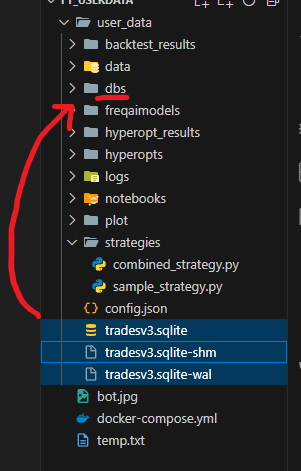 user_data
backtest_results
data
dbs
freqaimodels
hyperopt_results
hyperopts
logs
notebooks
plot
strategies
combined_strategy.py
sample_strategy.py
config.json
tradesv3.sqlite
tradesv3.sqlite-shm
tradesv3.sqlite-wal
bot.jpg
docker-compose.yml
temp.txt